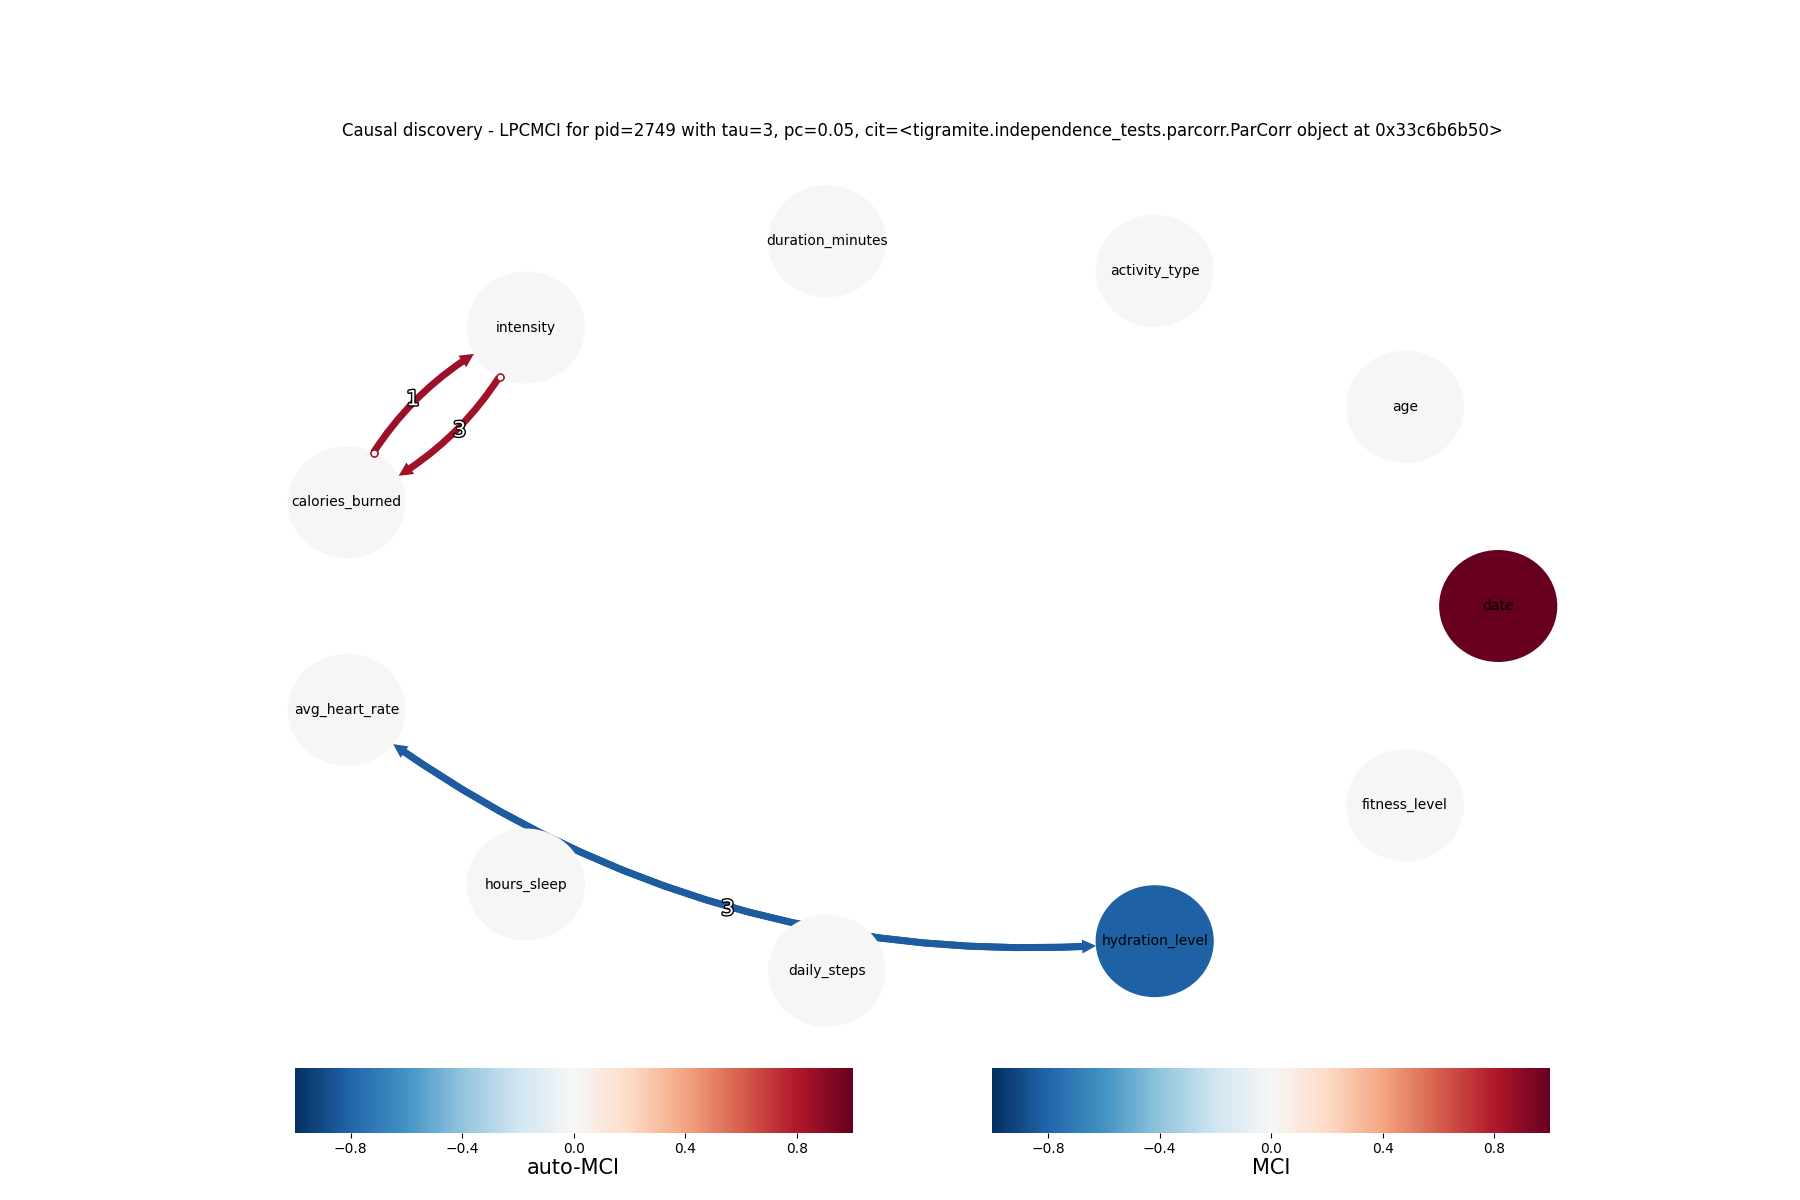 Causal discovery - LPCMCI for pid=2749 with tau=3, pc=0.05, cit=<tigramite.independence_tests.parcorr.ParCorr object at 0x33c6b6b50>
duration_minutes
activity_type
intensity
age
1
3
calories_burned
date
avg_heart_rate
fitness_level
hours_sleep
3
hydration_level
daily_steps
−0.8 −0.4 0.0 0.4 0.8
auto-MCI
−0.8 −0.4 0.0 0.4 0.8
MCI